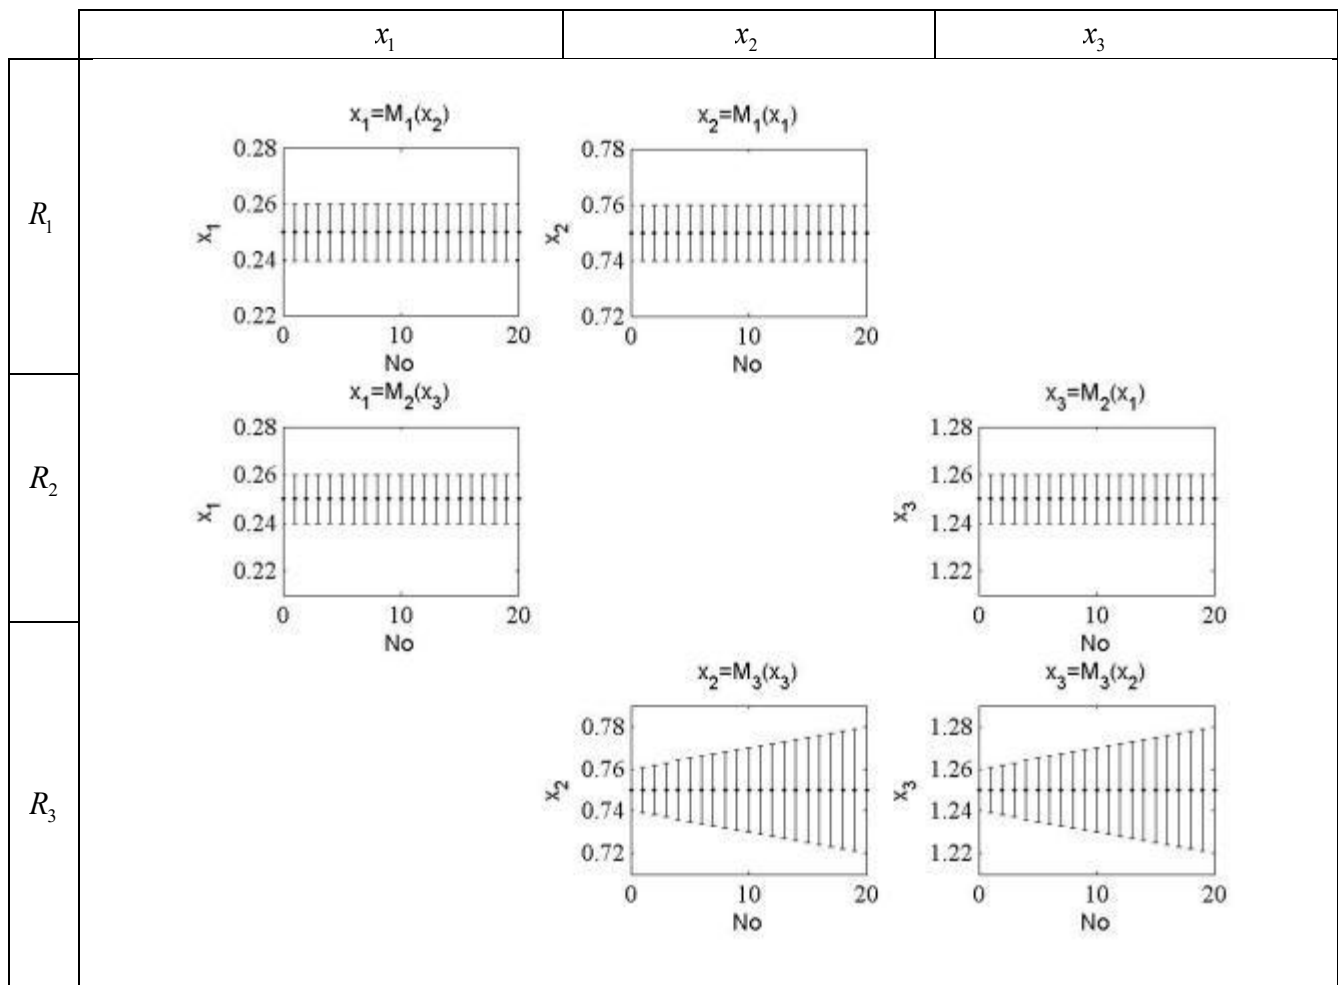 x₁ x₂ x₃
R₁
x₁=M₁(x₂) x₂=M₁(x₁)
0.28 0.78
0.26 0.76
x₁ x₂
0.24 0.74
0.22 0.72
0 10 20 0 10 20
No No
R₂
x₁=M₂(x₃) x₃=M₂(x₁)
0.28 1.28
0.26 1.26
x₁ x₃
0.24 1.24
0.22 1.22
0 10 20 0 10 20
No No
R₃
x₂=M₃(x₃) x₃=M₃(x₂)
0.78 1.28
0.76 1.26
x₂ x₃
0.74 1.24
0.72 1.22
0 10 20 0 10 20
No No